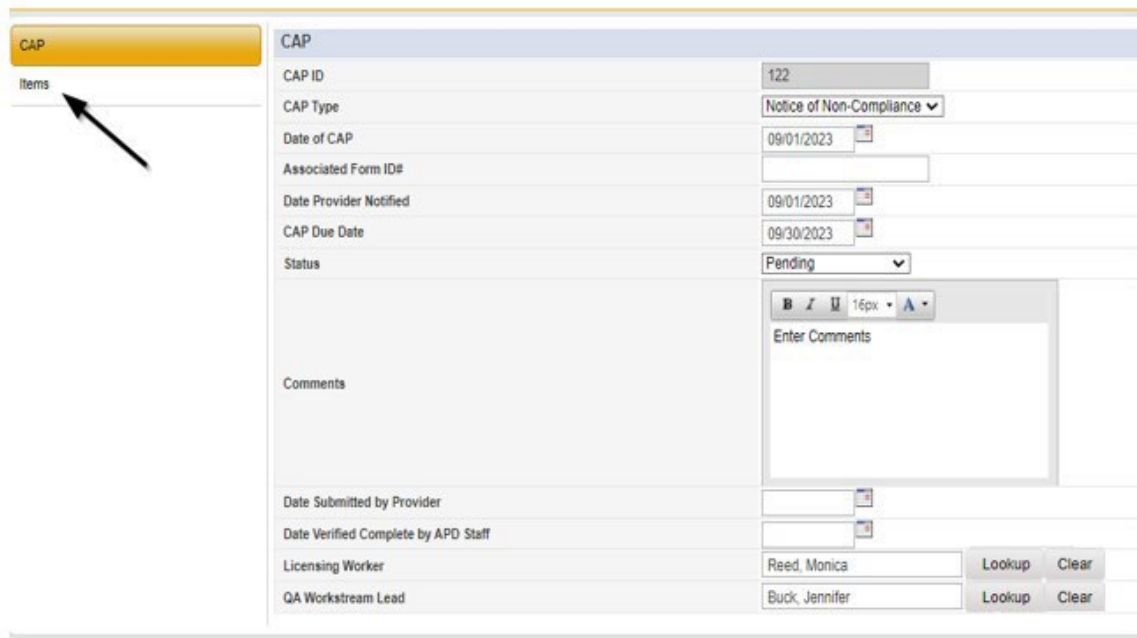 CAP
Items
CAP
CAP ID 122
CAP Type Notice of Non-Compliance
Date of CAP 09/01/2023
Associated Form ID#
Date Provider Notified 09/01/2023
CAP Due Date 09/30/2023
Status Pending
B I U 16px A
Enter Comments
Comments
Date Submitted by Provider
Date Verified Complete by APD Staff
Licensing Worker Reed, Monica Lookup Clear
QA Workstream Lead Buck, Jennifer Lookup Clear